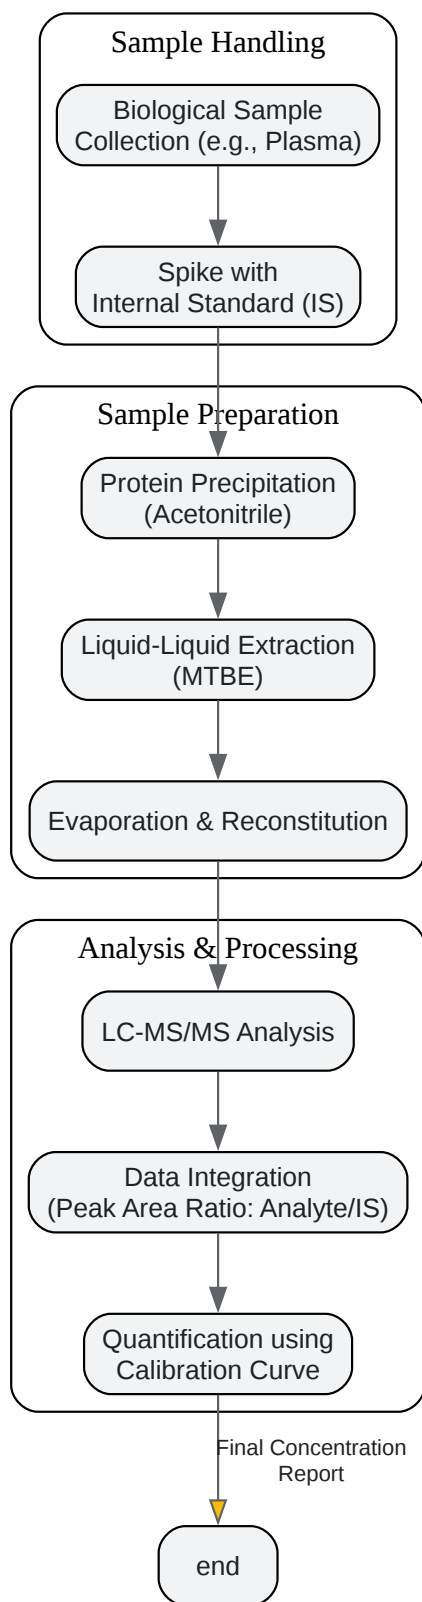 Sample Handling
Biological Sample
Collection (e.g., Plasma)
Spike with
Internal Standard (IS)
Sample Preparation
Protein Precipitation
(Acetonitrile)
Liquid-Liquid Extraction
(MTBE)
Evaporation & Reconstitution
Analysis & Processing
LC-MS/MS Analysis
Data Integration
(Peak Area Ratio: Analyte/IS)
Quantification using
Calibration Curve
Final Concentration
Report
end